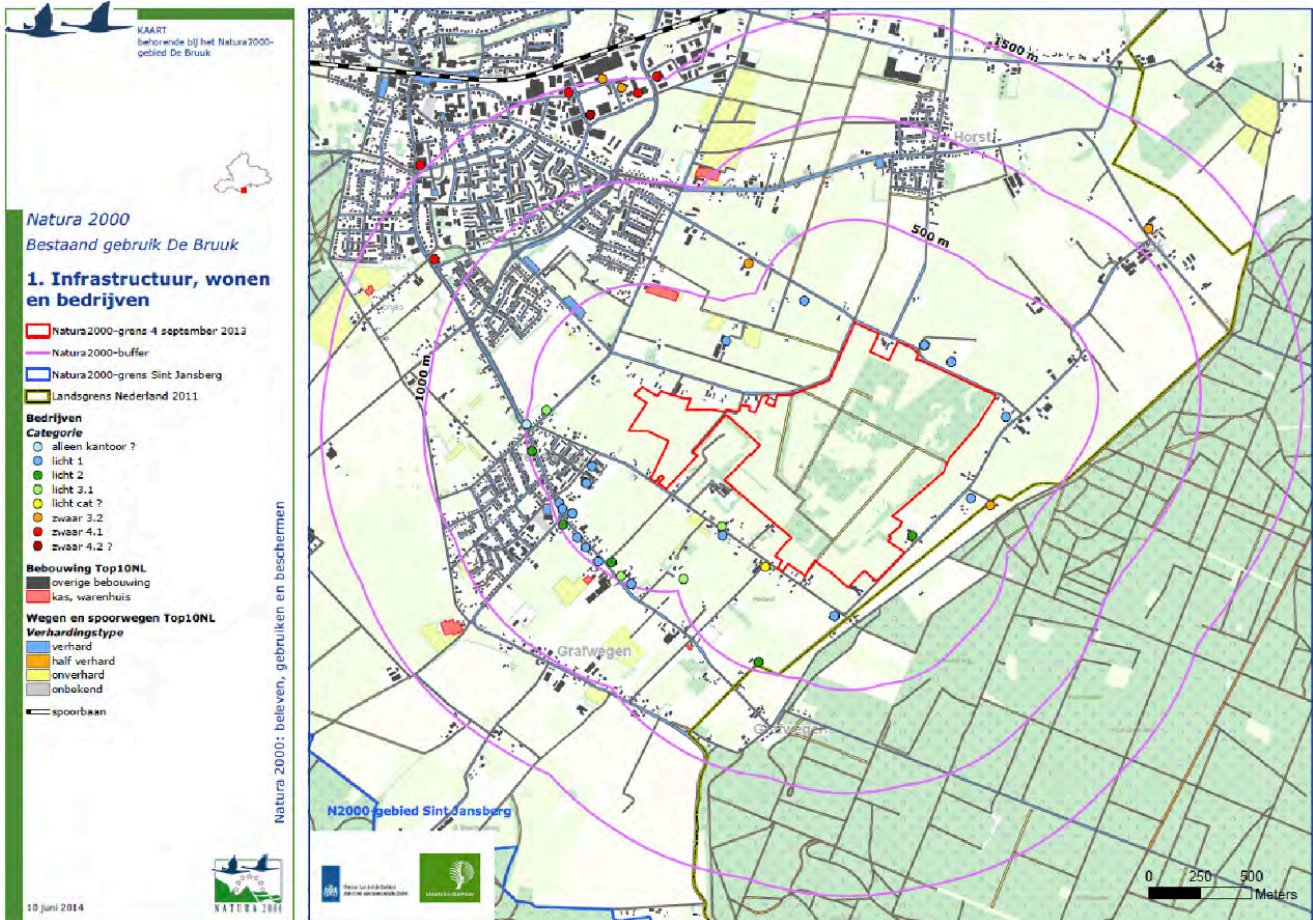 KAART
behorende bij het Natura2000-
gebied De Bruuk
Natura 2000
Bestaand gebruik De Bruuk
1. Infrastructuur, wonen
en bedrijven
Natura2000-grens 4 september 2013
Natura2000-buffer
Natura2000-grens Sint Jansberg
Landsgrens Nederland 2011
Bedrijven
Categorie
alleen kantoor ?
licht 1
licht 2
licht 3.1
licht cat ?
zwaar 3.2
zwaar 4.1
zwaar 4.2 ?
Bebouwing Top10NL
overige bebouwing
kas, warenhuis
Wegen en spoorwegen Top10NL
Verhardingstype
verhard
half verhard
onverhard
onbekend
spoorbaan
10 juni 2014
NATURA 2000
Natura 2000: beleven, gebruiken en beschermen
1500 m
Horst
500 m
1000 m
Grafwegen
Grafwegen
N2000-gebied Sint Jansberg
0 250 500
Meters